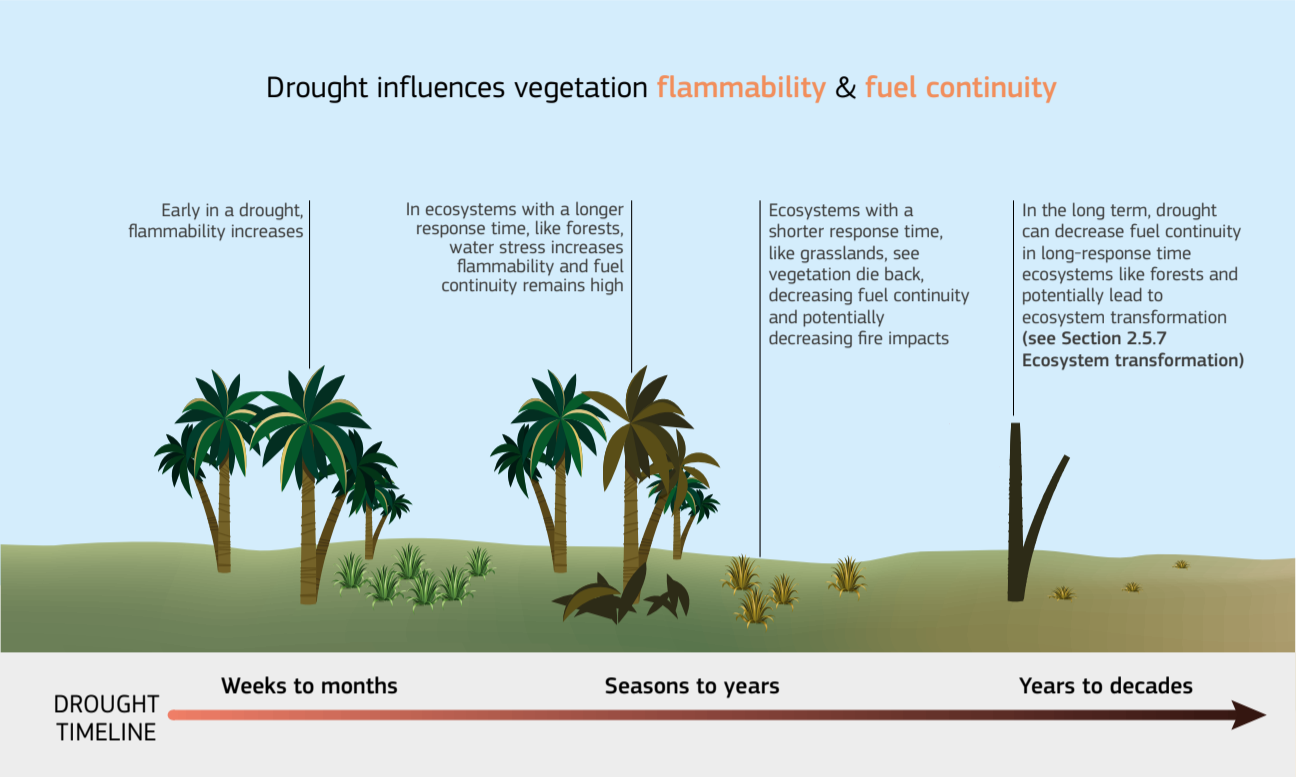 Drought influences vegetation flammability & fuel continuity
Early in a drought,
flammability increases
In ecosystems with a longer
response time, like forests,
water stress increases
flammability and fuel
continuity remains high
Ecosystems with a
shorter response time,
like grasslands, see
vegetation die back,
decreasing fuel continuity
and potentially
decreasing fire impacts
In the long term, drought
can decrease fuel continuity
in long-response time
ecosystems like forests and
potentially lead to
ecosystem transformation
(see Section 2.5.7
Ecosystem transformation)
Weeks to months
Seasons to years
Years to decades
DROUGHT
TIMELINE